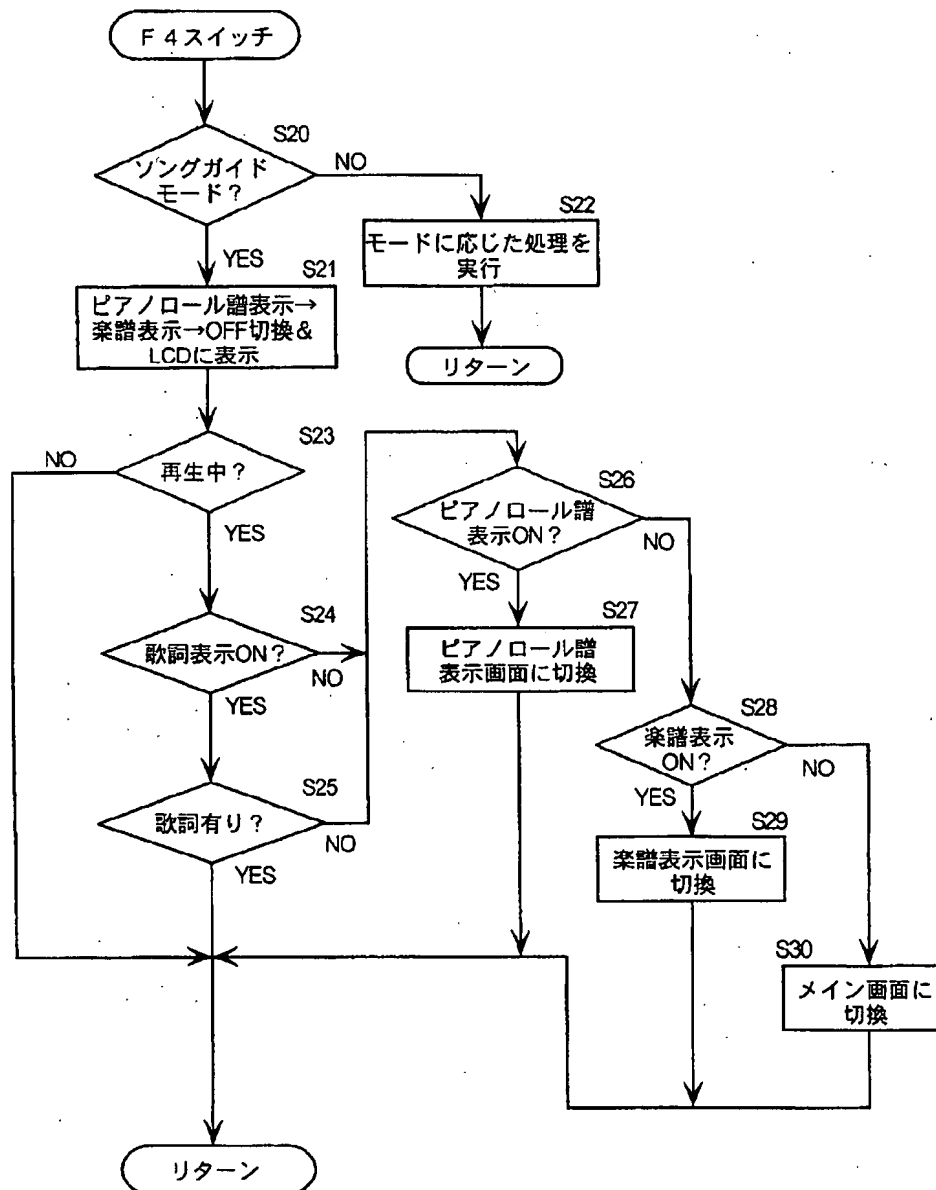 F4スイッチ
S20
ソングガイド
モード？
NO
YES
S22
モードに応じた処理を
実行
リターン
S21
ピアノロール譜表示→
楽譜表示→OFF切換＆
LCDに表示
S23
再生中？
NO
YES
S24
歌詞表示ON？
NO
YES
S25
歌詞有り？
NO
YES
S26
ピアノロール譜
表示ON？
NO
YES
S27
ピアノロール譜
表示画面に切換
S28
楽譜表示
ON？
NO
YES
S29
楽譜表示画面に
切換
S30
メイン画面に
切換
リターン